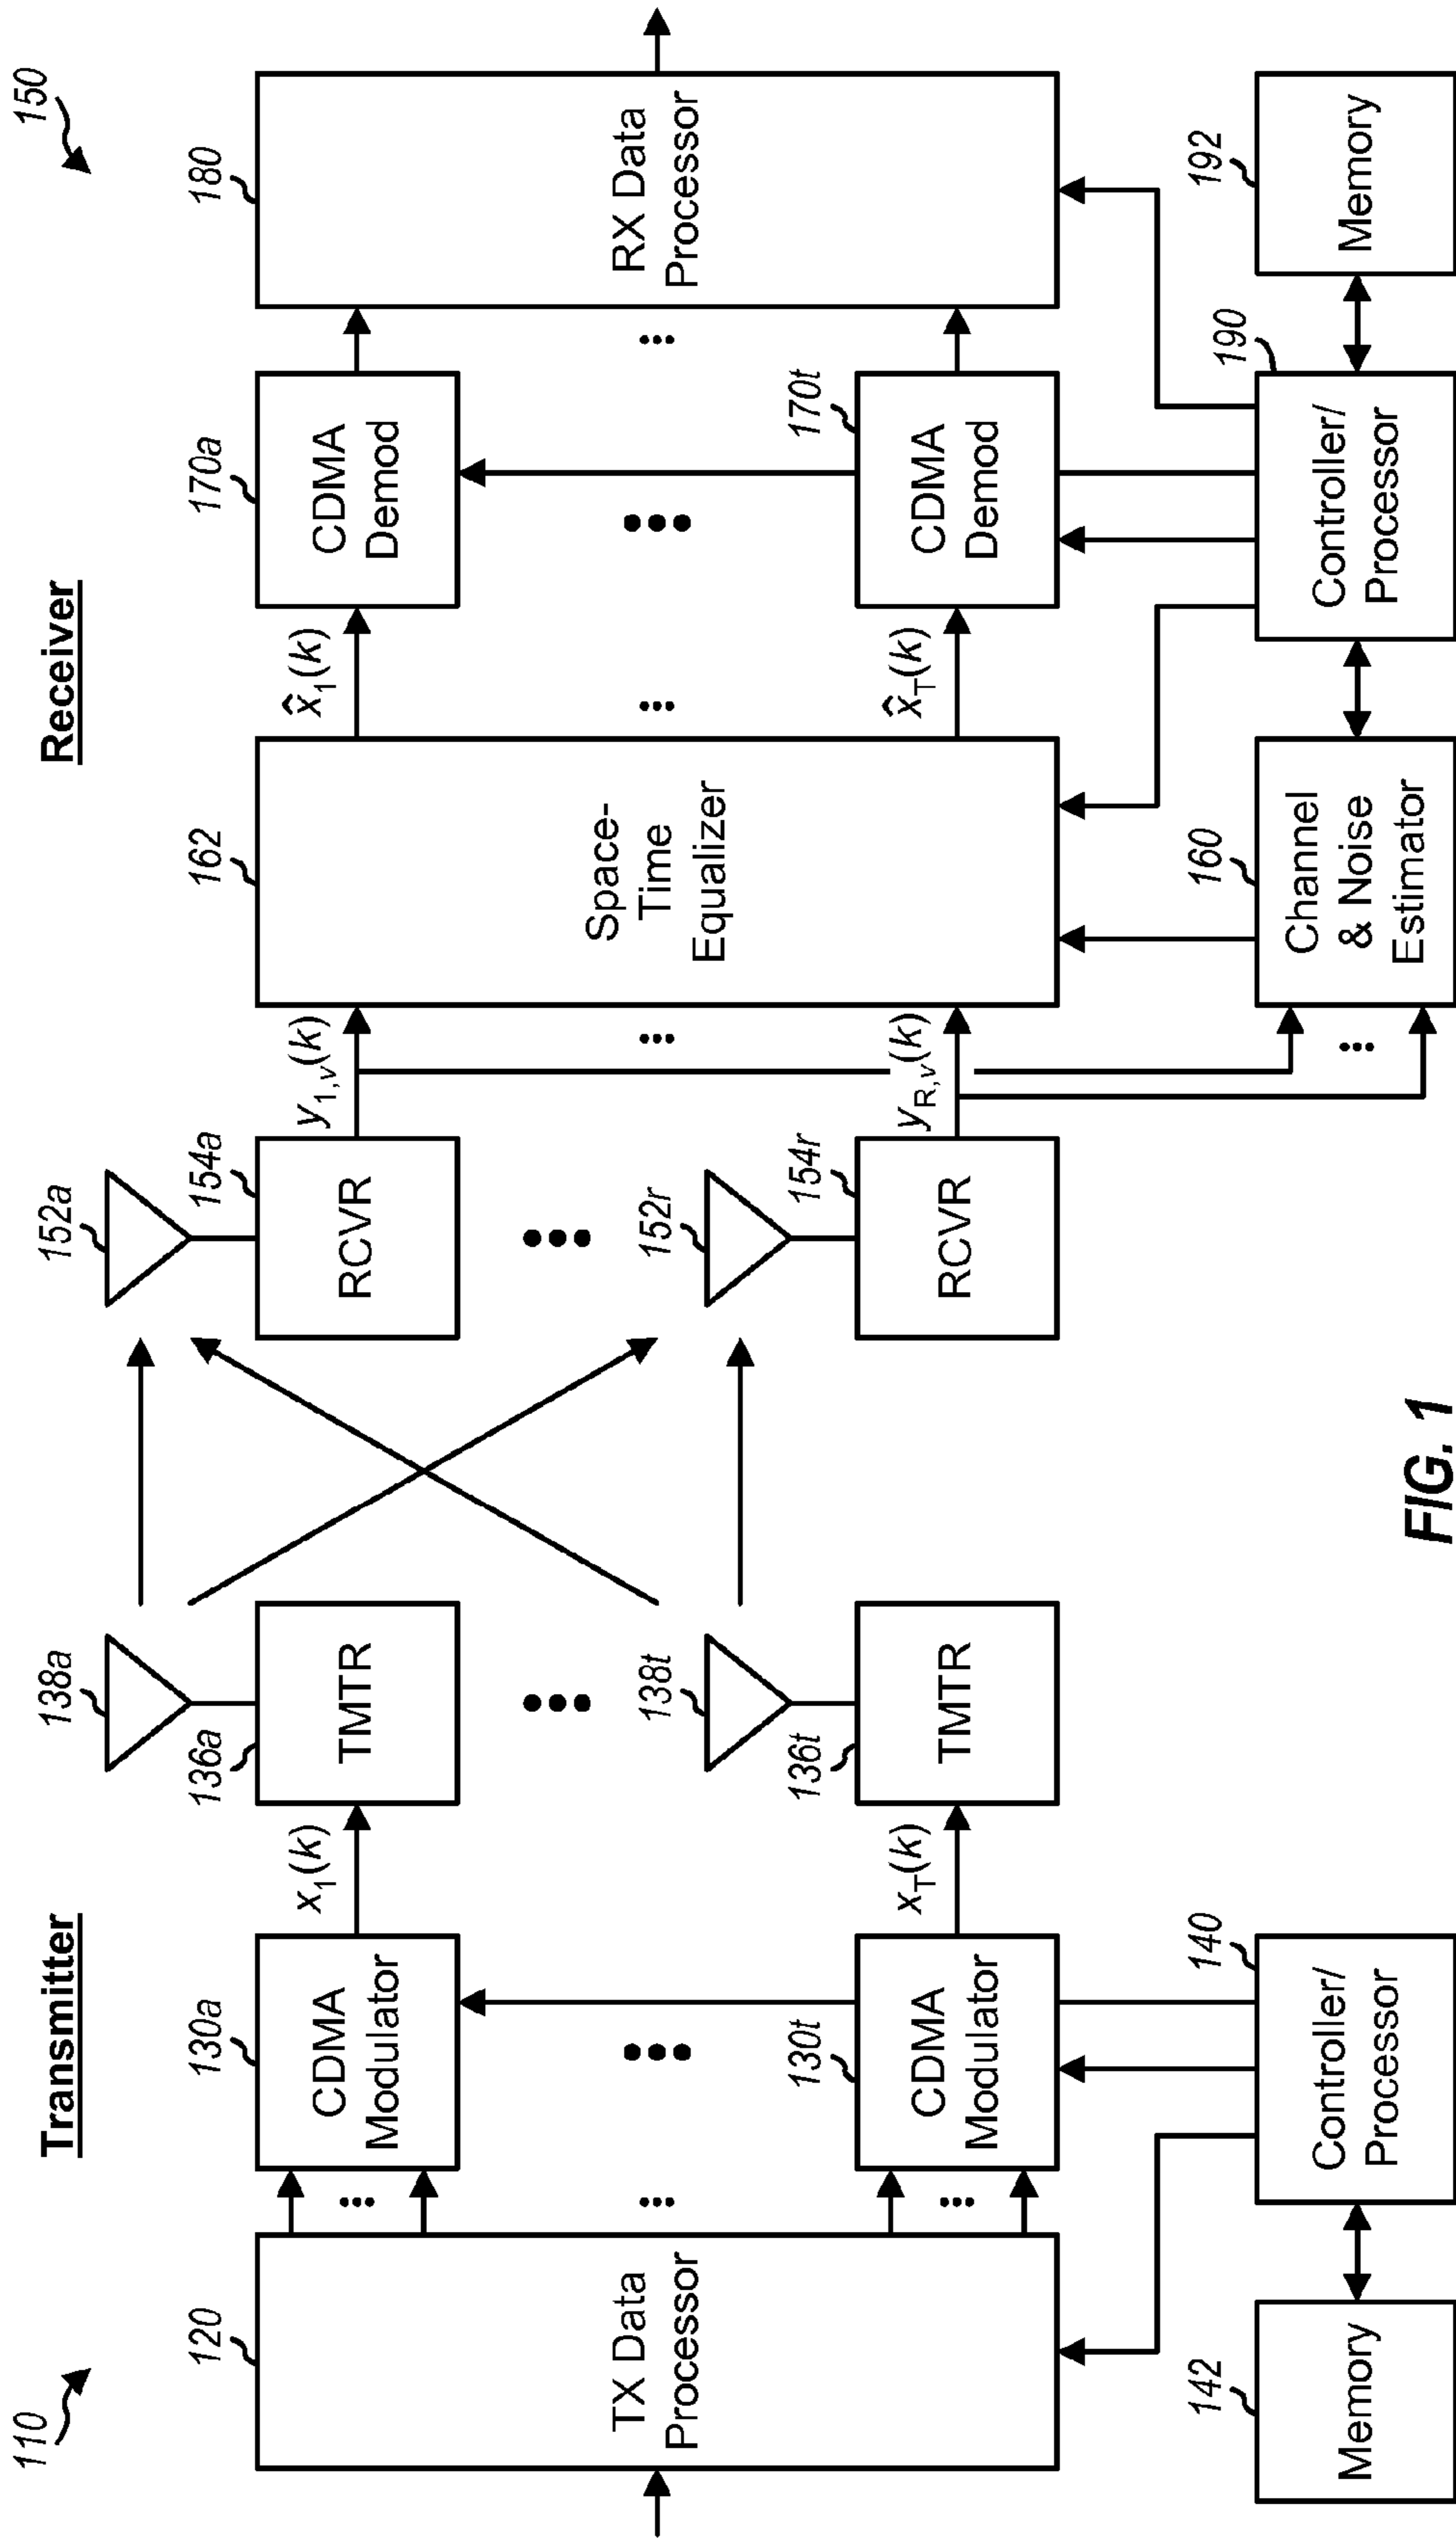 Transmitter
Receiver
110
150
120
TX Data
Processor
130a
CDMA
Modulator
x₁(k)
136a
TMTR
138a
130t
CDMA
Modulator
x_T(k)
136t
TMTR
138t
142
Memory
140
Controller/
Processor
152a
154a
RCVR
y₁,ᵥ(k)
152r
154r
RCVR
y_R,ᵥ(k)
162
Space-
Time
Equalizer
x̂₁(k)
x̂_T(k)
170a
CDMA
Demod
170t
CDMA
Demod
180
RX Data
Processor
160
Channel
& Noise
Estimator
190
Controller/
Processor
192
Memory
FIG. 1